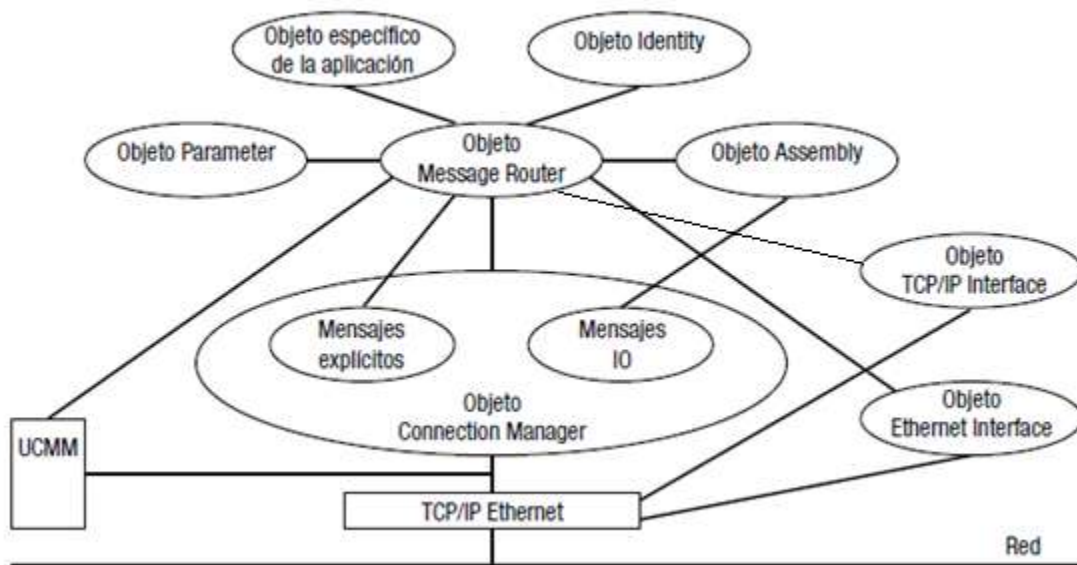 Objeto específico
de la aplicación
Objeto Identity
Objeto Parameter
Objeto
Message Router
Objeto Assembly
Objeto
TCP/IP Interface
Mensajes
explícitos
Mensajes
IO
Objeto
Connection Manager
Objeto
Ethernet Interface
UCMM
TCP/IP Ethernet
Red